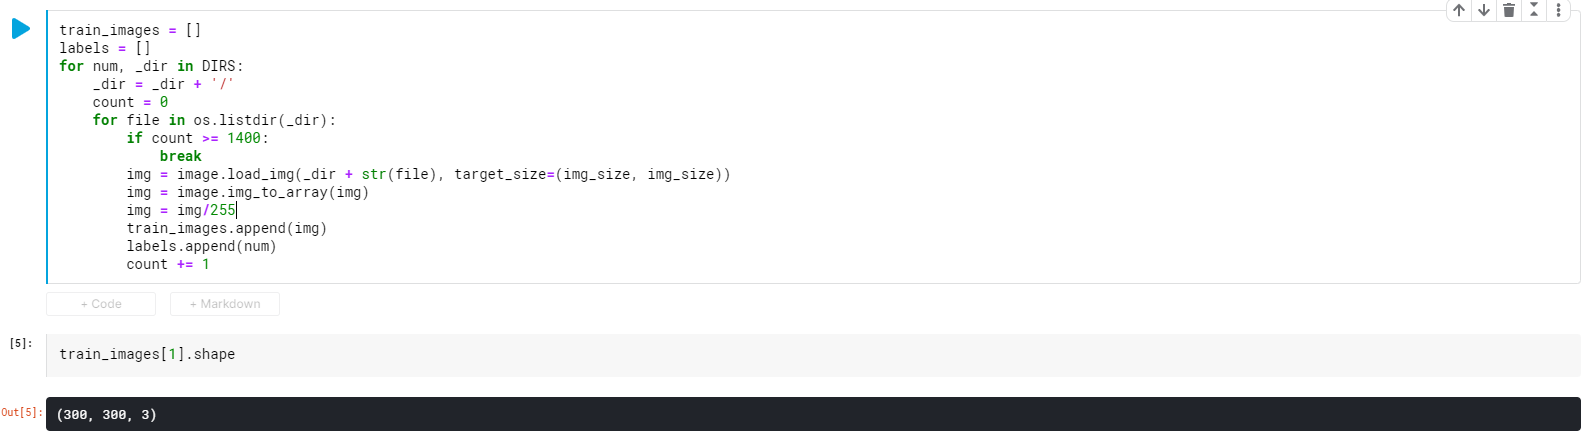 train_images = []
labels = []
for num, _dir in DIRS:
    _dir = _dir + '/'
    count = 0
    for file in os.listdir(_dir):
        if count >= 1400:
            break
        img = image.load_img(_dir + str(file), target_size=(img_size, img_size))
        img = image.img_to_array(img)
        img = img/255
        train_images.append(img)
        labels.append(num)
        count += 1
+ Code + Markdown
[5]: train_images[1].shape
Out[5]: (300, 300, 3)